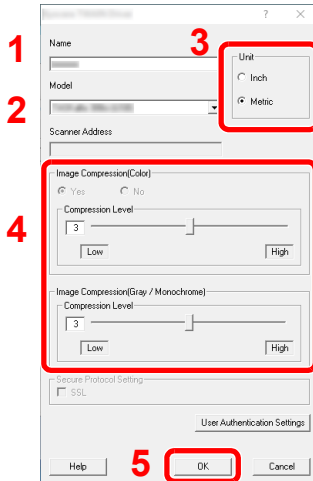 ? ×
1
Name
3
Unit
Inch
Metric
2
Model
Scanner Address
4
Image Compression(Color)
Yes No
Compression Level
3
Low High
Image Compression(Gray / Monochrome)
Compression Level
3
Low High
Secure Protocol Setting
SSL
User Authentication Settings
5
Help OK Cancel